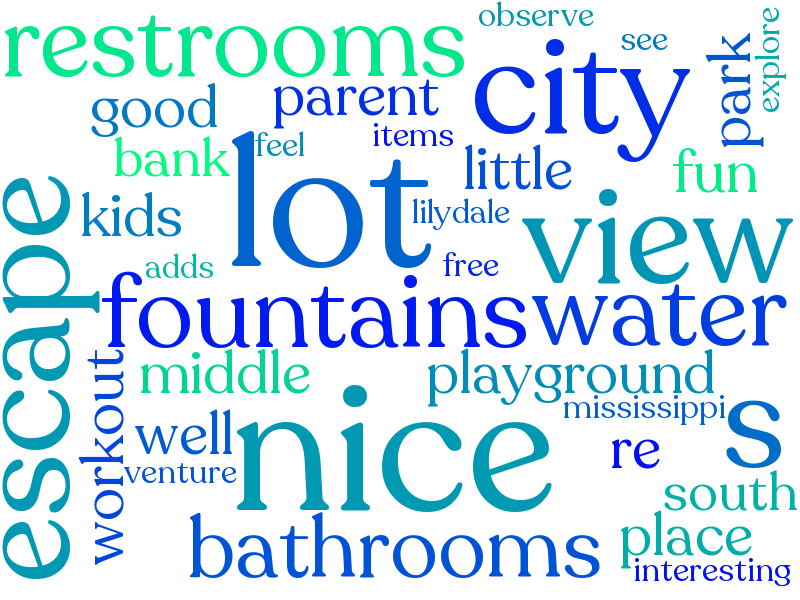 observe
restrooms
see
explore
city
park
good
parent
items
feel
bank
lot
little
fun
escape
kids
lilydale
view
adds
free
fountains
water
middle
playground
workout
mississippi
nice
s
well
re
venture
south
bathrooms
place
interesting